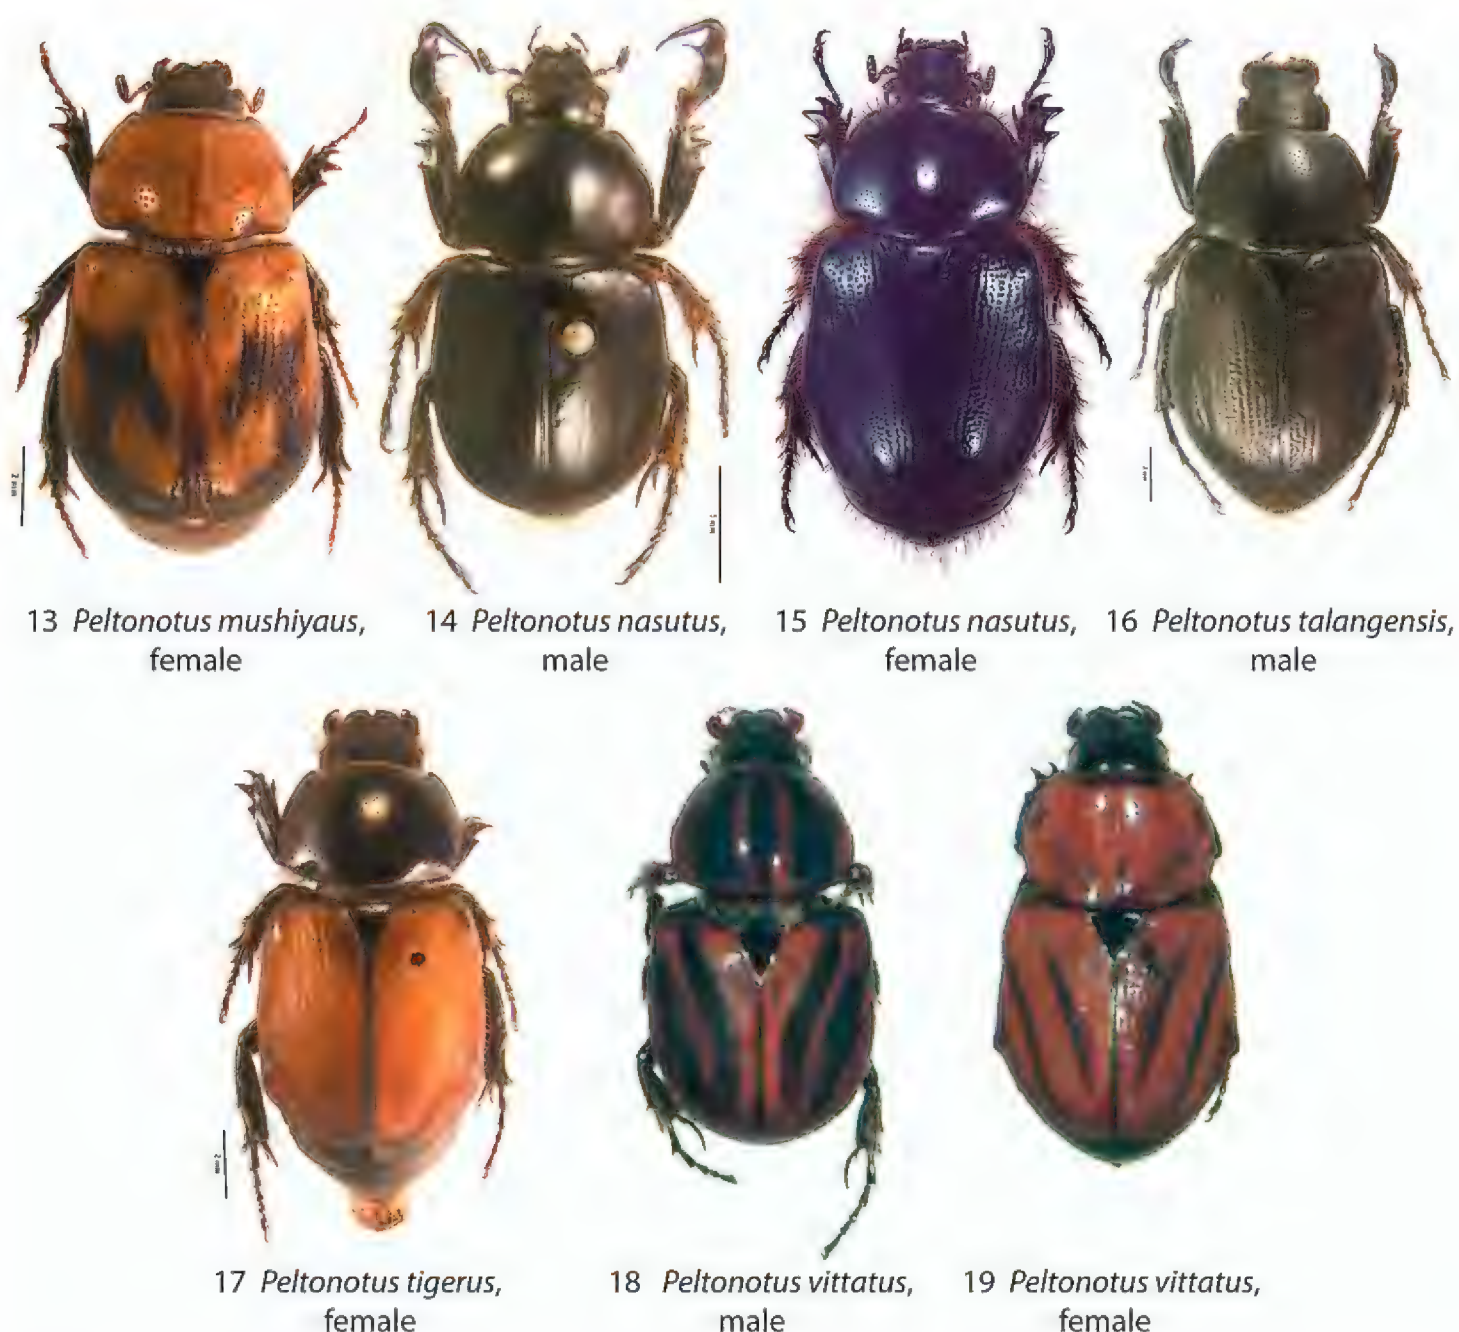 13 Peltonotus mushiyaus,
female
14 Peltonotus nasutus,
male
15 Peltonotus nasutus,
female
16 Peltonotus talangensis,
male
17 Peltonotus tigerus,
female
18 Peltonotus vittatus,
male
19 Peltonotus vittatus,
female